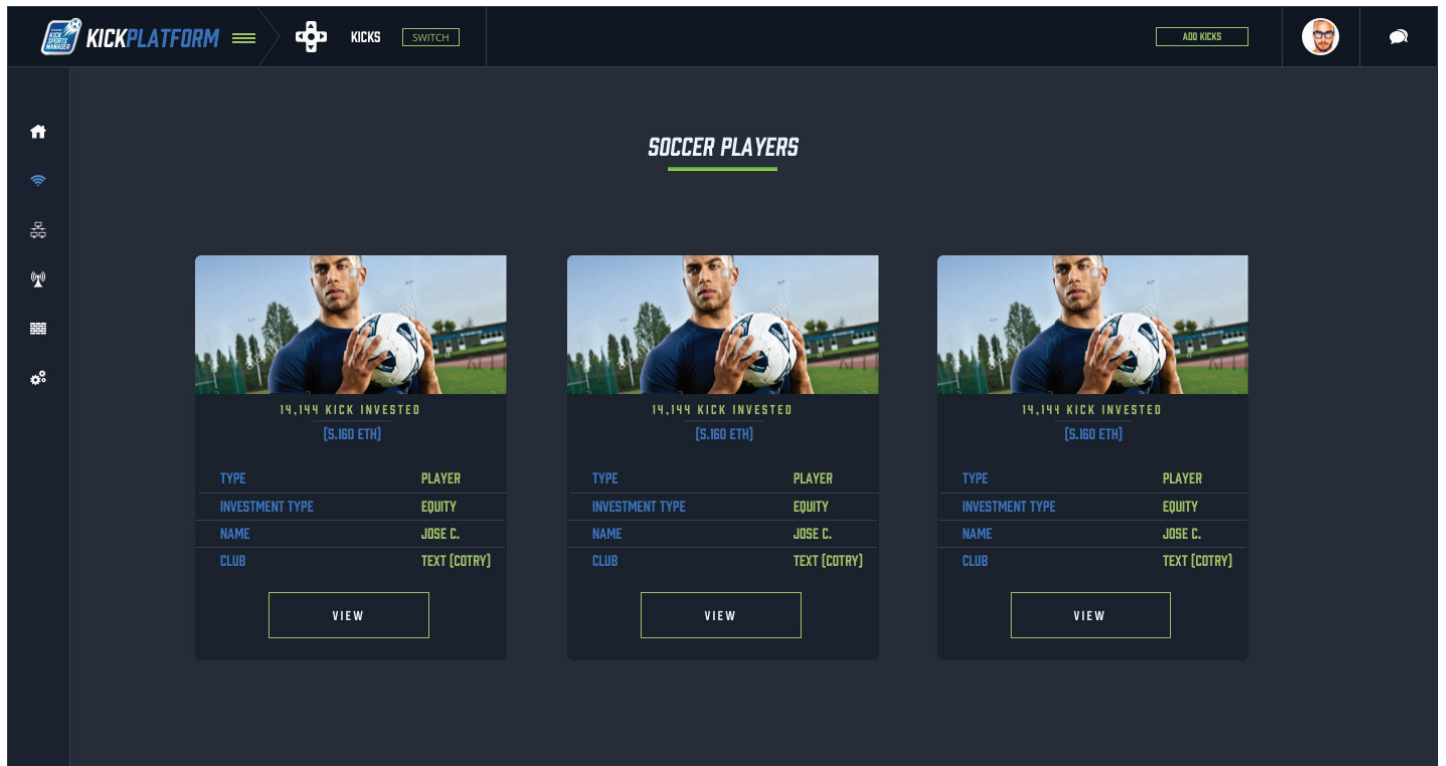 KICK SPORTS MANAGER
KICKPLATFORM
KICKS
SWITCH
ADD KICKS
SOCCER PLAYERS
14,144 KICK INVESTED
(5.160 ETH)
TYPE PLAYER
INVESTMENT TYPE EQUITY
NAME JOSE C.
CLUB TEXT (COTRY)
VIEW
14,144 KICK INVESTED
(5.160 ETH)
TYPE PLAYER
INVESTMENT TYPE EQUITY
NAME JOSE C.
CLUB TEXT (COTRY)
VIEW
14,144 KICK INVESTED
(5.160 ETH)
TYPE PLAYER
INVESTMENT TYPE EQUITY
NAME JOSE C.
CLUB TEXT (COTRY)
VIEW